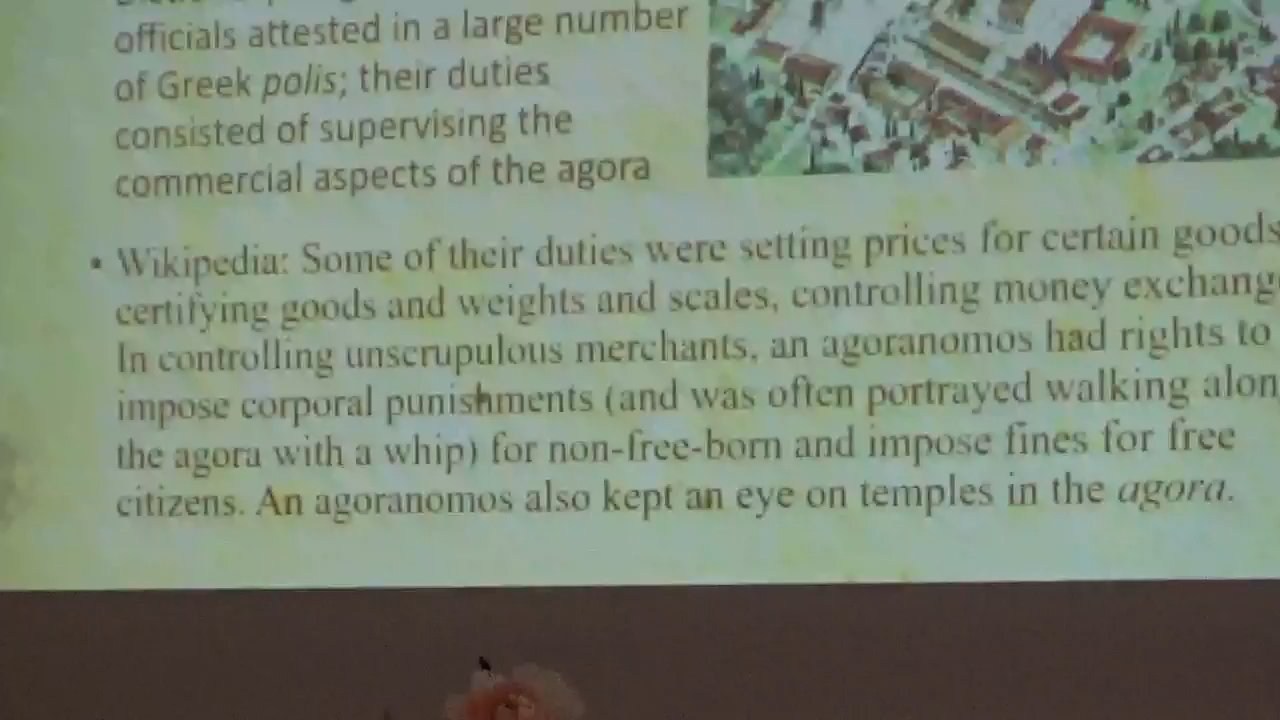 officials attested in a large number
of Greek polis; their duties
consisted of supervising the
commercial aspects of the agora
• Wikipedia: Some of their duties were setting prices for certain goods
certifying goods and weights and scales, controlling money exchang
In controlling unscrupulous merchants, an agoranomos had rights to
impose corporal punishments (and was often portrayed walking alon
the agora with a whip) for non-free-born and impose fines for free
citizens. An agoranomos also kept an eye on temples in the agora.